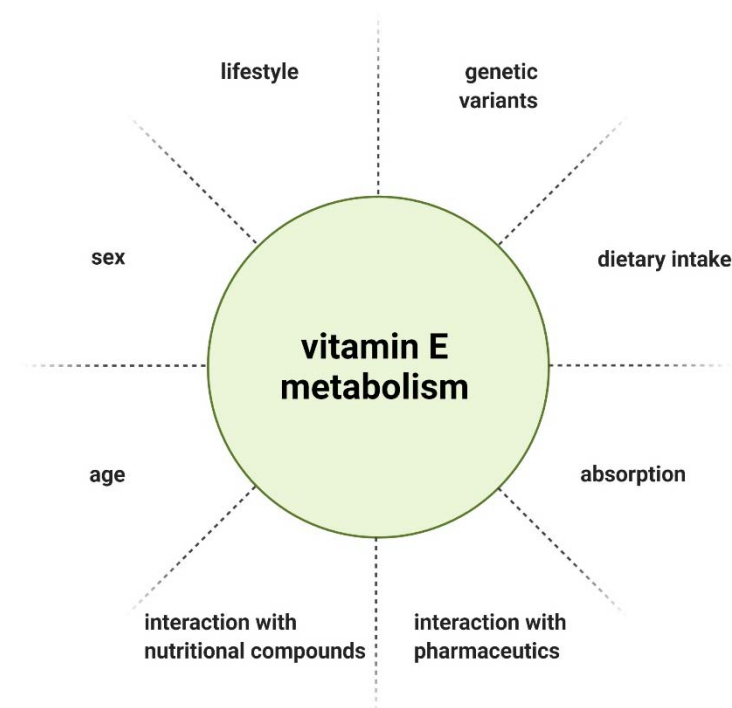 lifestyle
genetic
variants
sex
dietary intake
vitamin E
metabolism
age
absorption
interaction with
nutritional compounds
interaction with
pharmaceutics